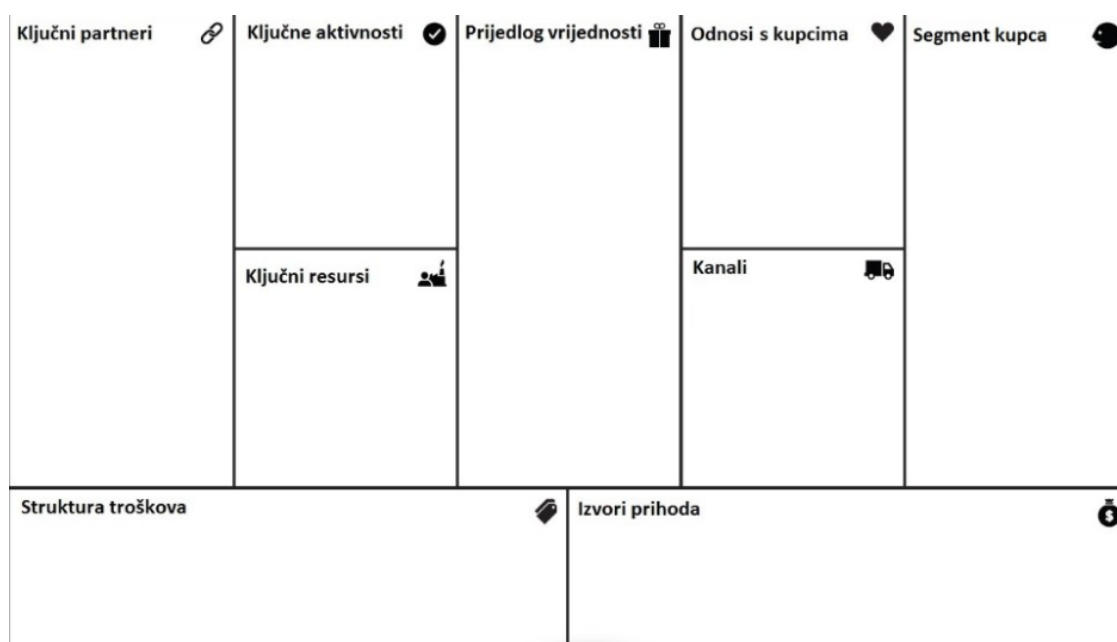 Ključni partneri
Ključne aktivnosti
Prijedlog vrijednosti
Odnosi s kupcima
Segment kupca
Ključni resursi
Kanali
Struktura troškova
Izvori prihoda
$